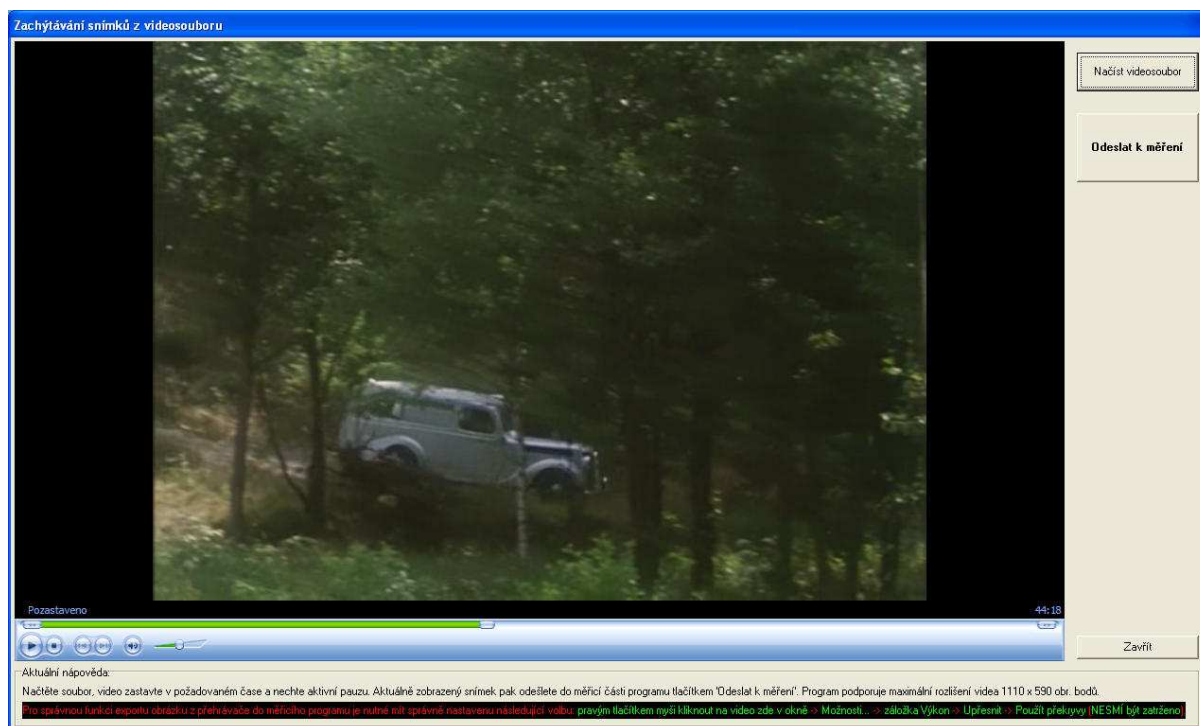 Zachýtávání snímků z videosouboru
Načíst videosoubor
Odeslat k měření
Pozastaveno
44:18
Zavřít
Aktuální nápověda:
Načtěte soubor, video zastavte v požadovaném čase a nechte aktivní pauzu. Aktuálně zobrazený snímek pak odešlete do měřicí části programu tlačítkem 'Odeslat k měření'. Program podporuje maximální rozlišení videa 1110 x 590 obr. bodů.
Pro správnou funkci exportu obrázku z přehrávače do měřicího programu je nutné mít správně nastavenu následující volbu: pravým tlačítkem myši kliknout na video zde v okně -> Možnosti... -> záložka Výkon -> Upřesnit -> Použít překryvy (NESMÍ být zatrženo)